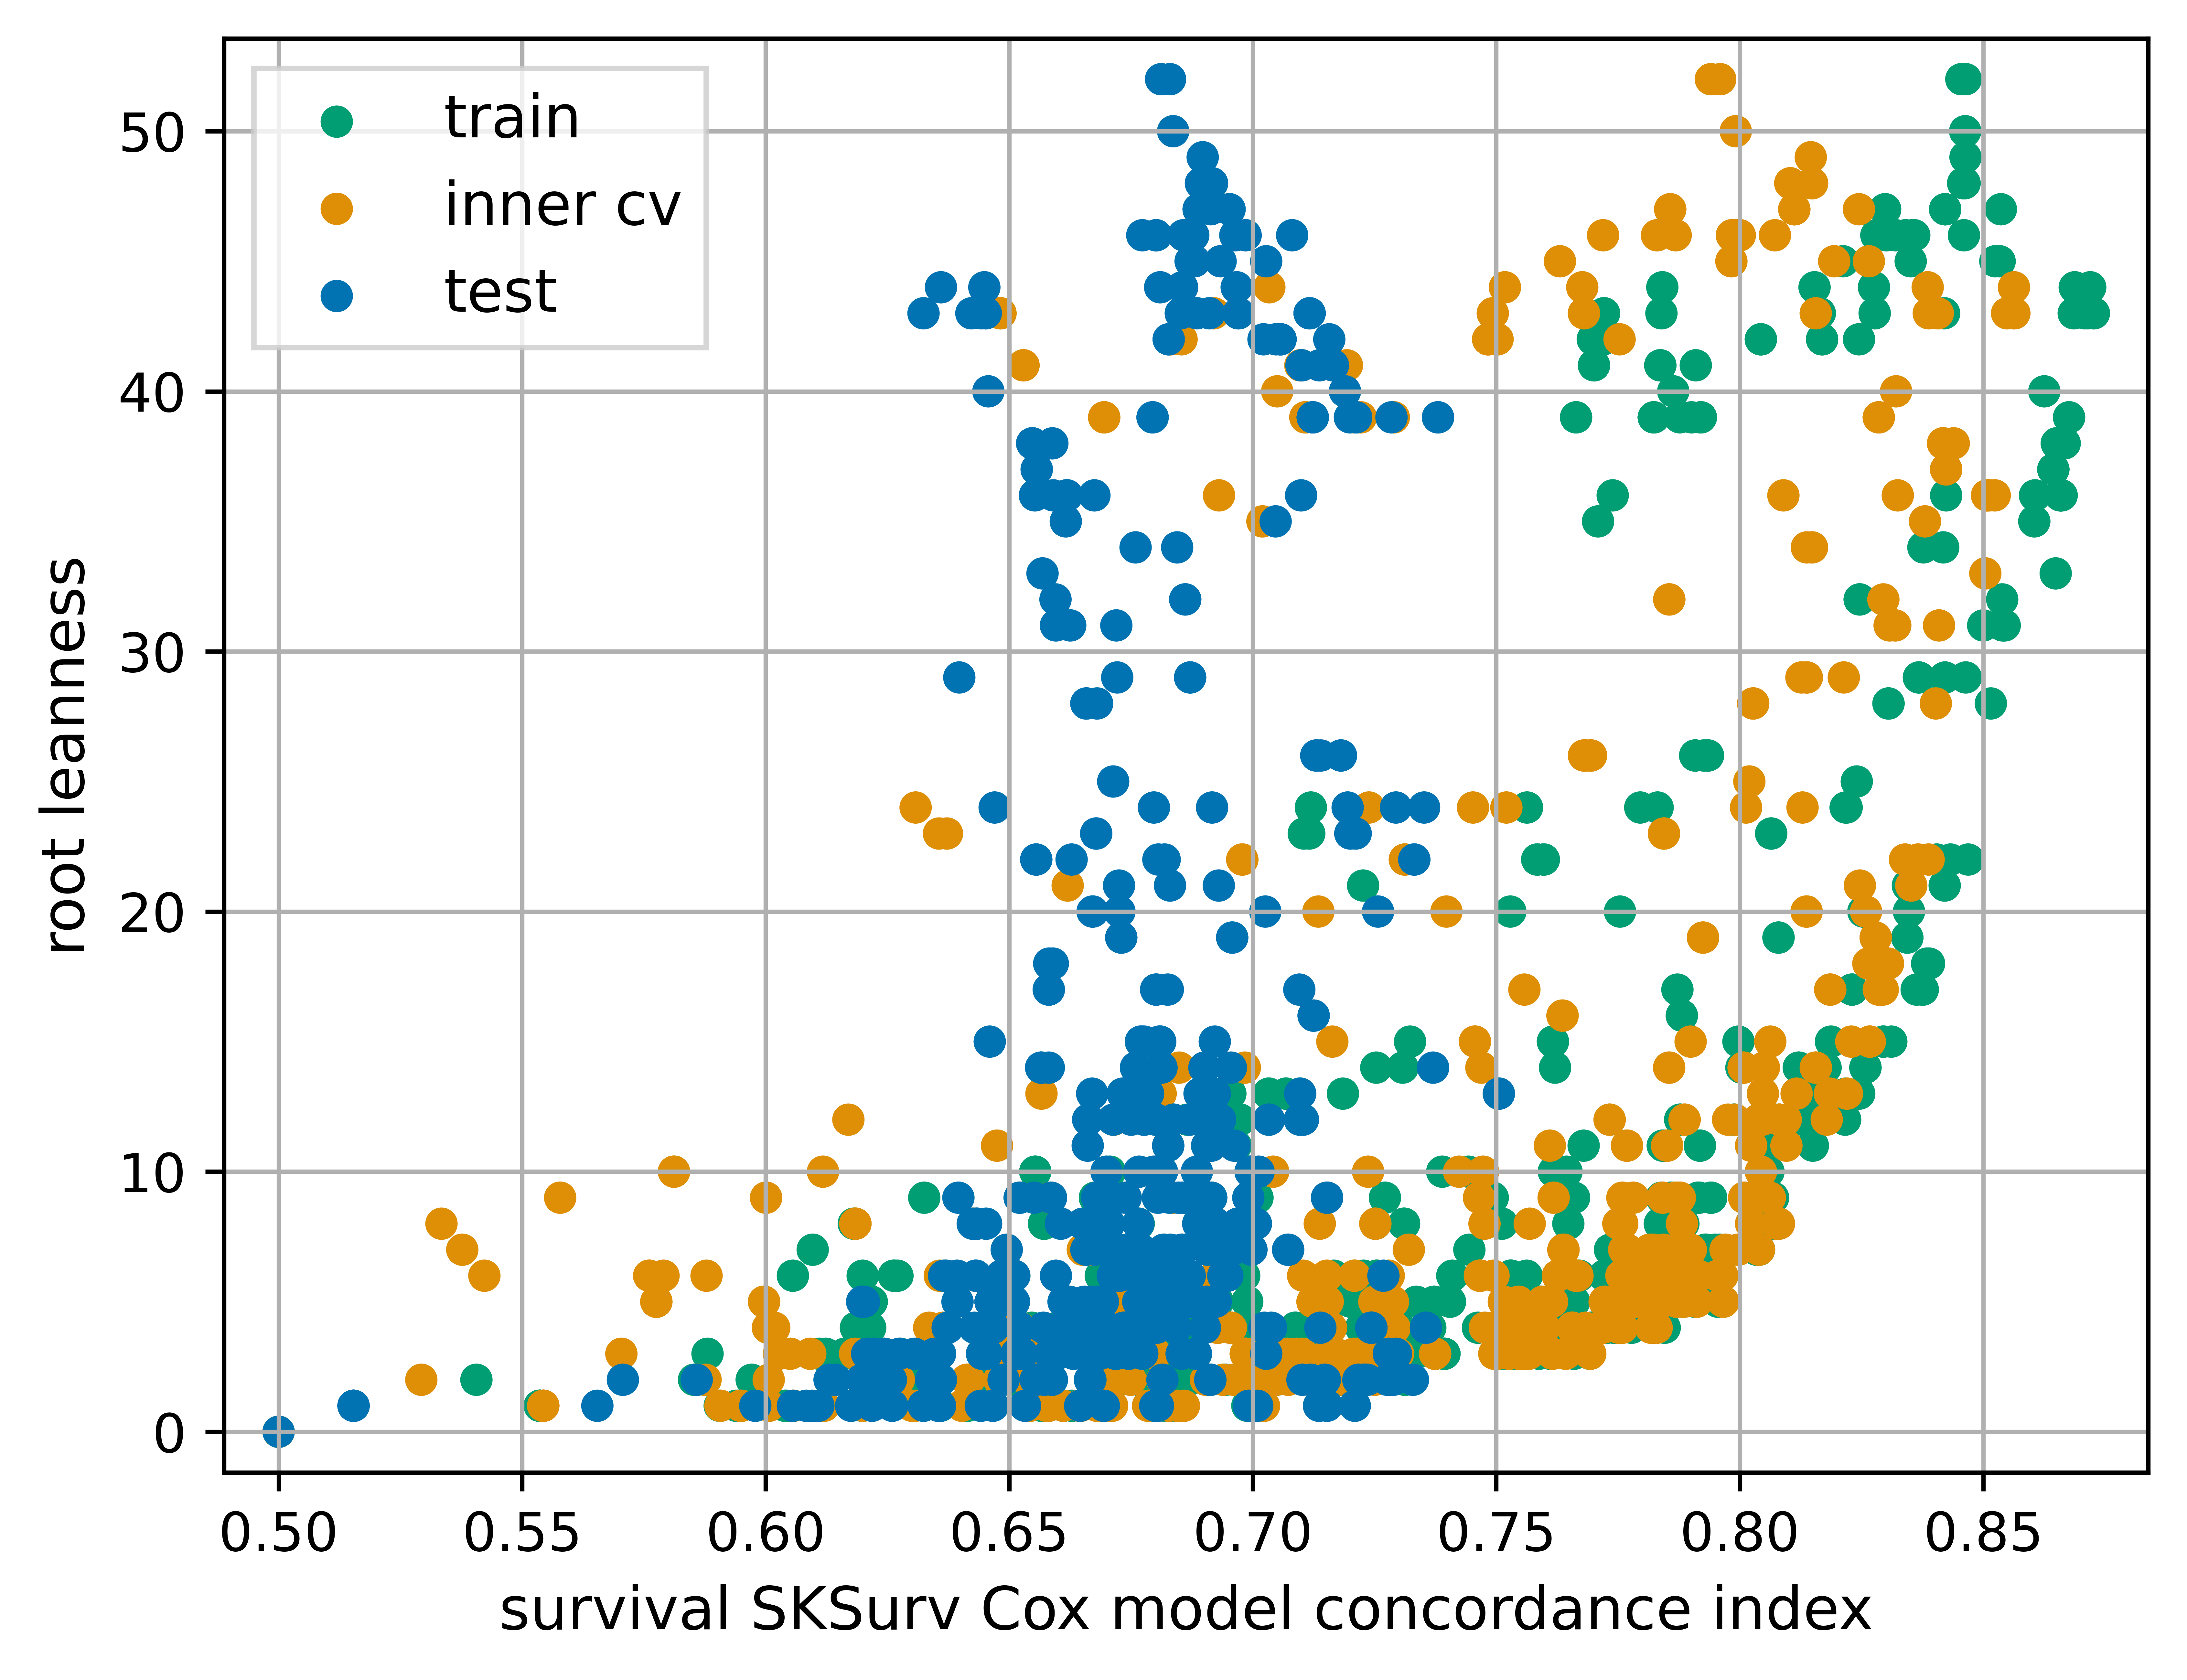 train
inner cv
test
50
40
30
20
10
0
root leanness
0.50 0.55 0.60 0.65 0.70 0.75 0.80 0.85
survival SKSurv Cox model concordance index